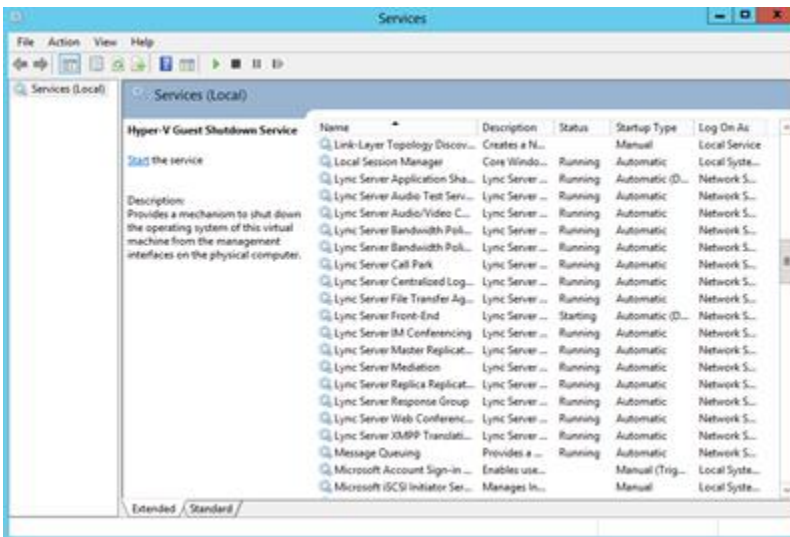 Services
File Action View Help
Services (Local)
Services (Local)
Hyper-V Guest Shutdown Service
Start the service
Description:
Provides a mechanism to shut down
the operating system of this virtual
machine from the management
interfaces on the physical computer.
Name Description Status Startup Type Log On As
Link-Layer Topology Discov... Creates a N... Manual Local Service
Local Session Manager Core Windo... Running Automatic Local Syste...
Lync Server Application Sha... Lync Server ... Running Automatic (D... Network S...
Lync Server Audio Test Serv... Lync Server ... Running Automatic Network S...
Lync Server Audio/Video C... Lync Server ... Running Automatic Network S...
Lync Server Bandwidth Poli... Lync Server ... Running Automatic Network S...
Lync Server Bandwidth Poli... Lync Server ... Running Automatic Network S...
Lync Server Call Park Lync Server ... Running Automatic Network S...
Lync Server Centralized Log... Lync Server ... Running Automatic Network S...
Lync Server File Transfer Ag... Lync Server ... Running Automatic Network S...
Lync Server Front-End Lync Server ... Starting Automatic (D... Network S...
Lync Server IM Conferencing Lync Server ... Running Automatic Network S...
Lync Server Master Replicat... Lync Server ... Running Automatic Network S...
Lync Server Mediation Lync Server ... Running Automatic Network S...
Lync Server Replica Replicat... Lync Server ... Running Automatic Network S...
Lync Server Response Group Lync Server ... Running Automatic Network S...
Lync Server Web Conferenc... Lync Server ... Running Automatic Network S...
Lync Server XMPP Translati... Lync Server ... Running Automatic Network S...
Message Queuing Provides a ... Running Automatic Network S...
Microsoft Account Sign-in ... Enables use... Manual (Trig... Local Syste...
Microsoft iSCSI Initiator Ser... Manages In... Manual Local Syste...
Extended Standard